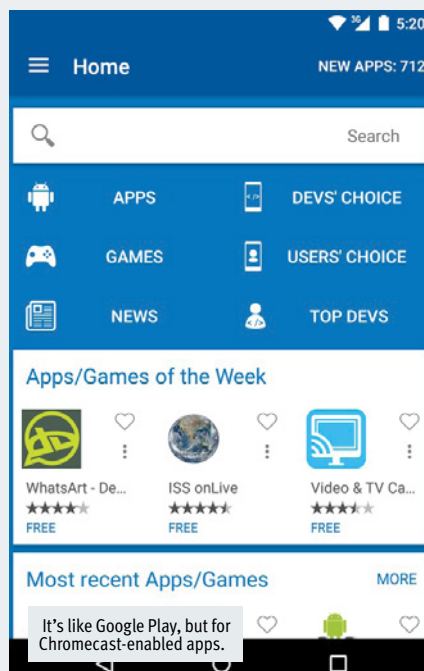 3G 5:20
Home NEW APPS: 712
Search
APPS DEVS' CHOICE
GAMES USERS' CHOICE
NEWS TOP DEVS
Apps/Games of the Week
WhatsArt - De... ISS onLive Video & TV Ca...
FREE FREE FREE
Most recent Apps/Games MORE
It's like Google Play, but for
Chromecast-enabled apps.